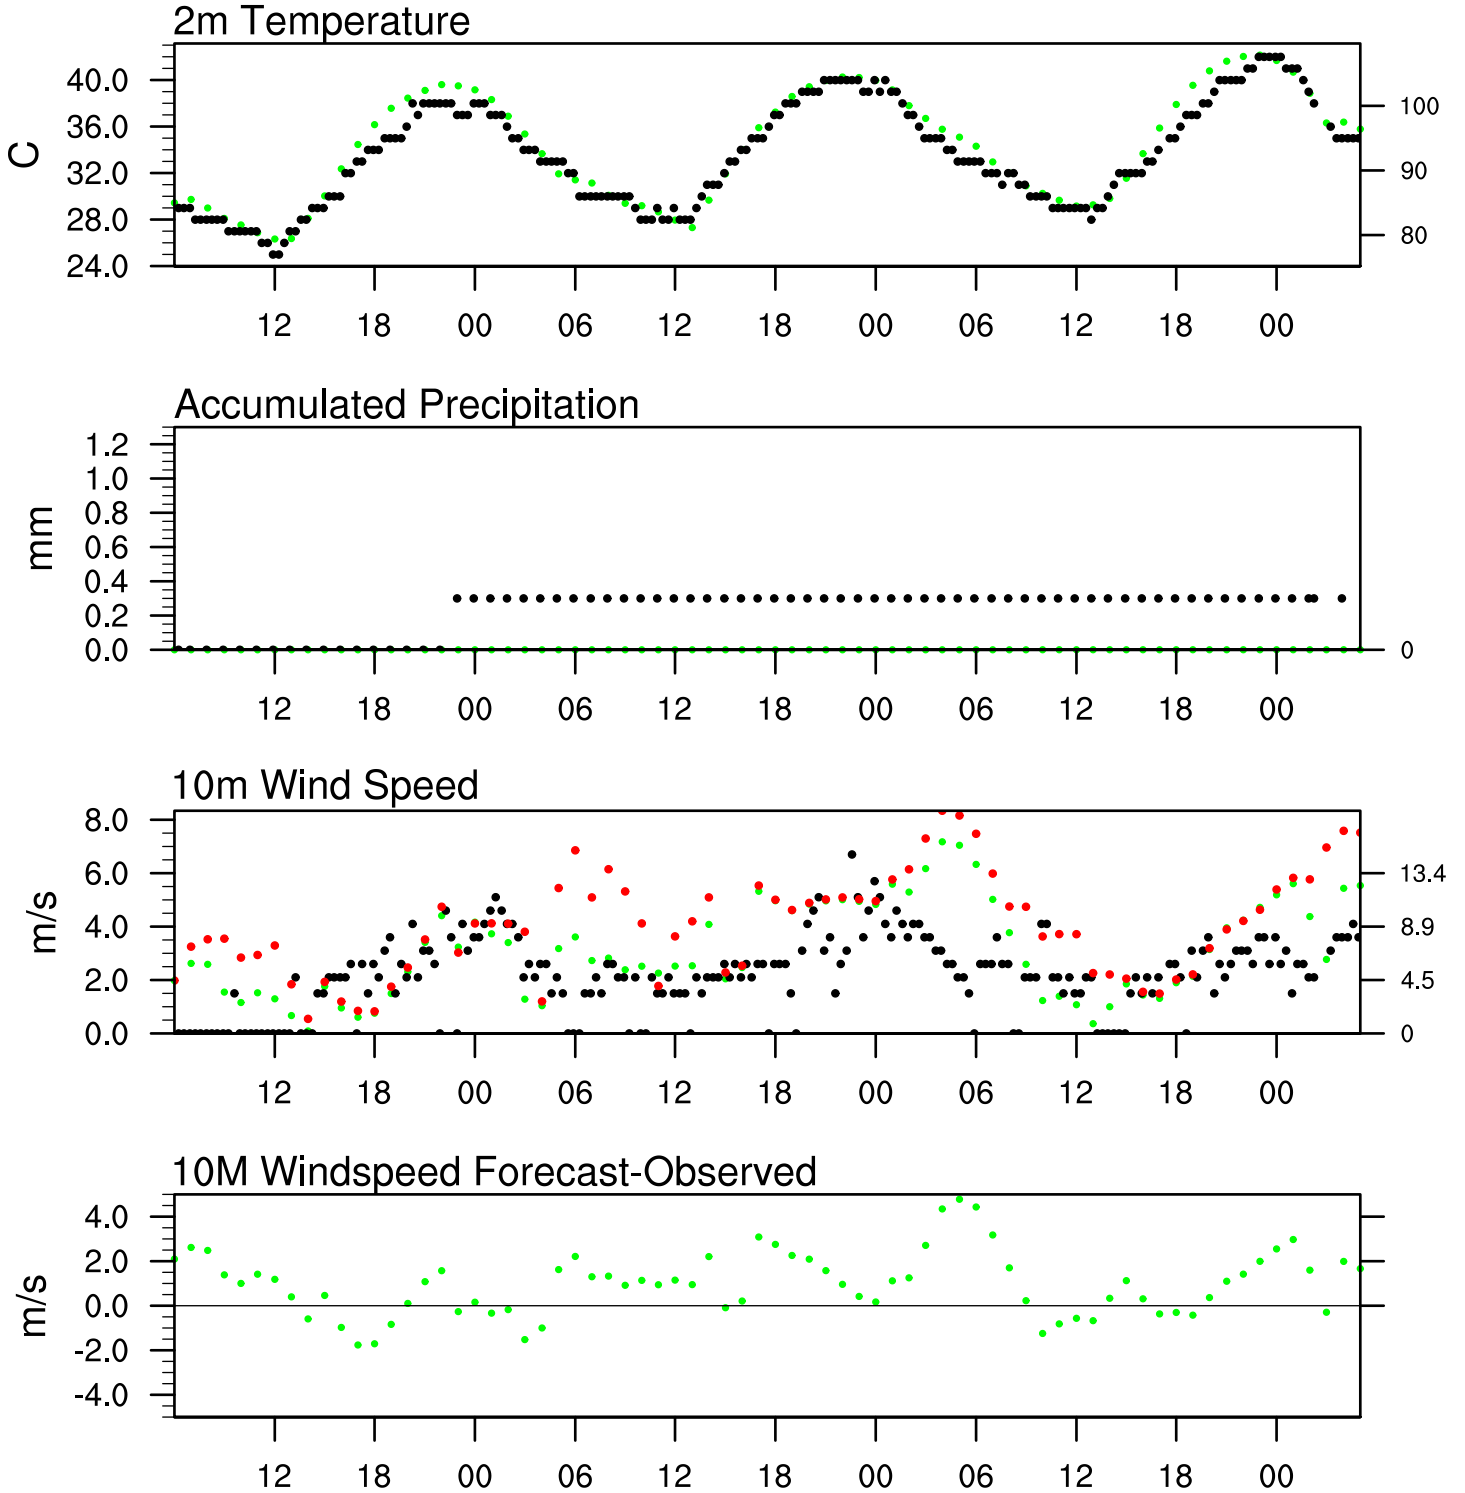 2m Temperature
40.0
36.0
32.0
28.0
24.0
C
100
90
80
12 18 00 06 12 18 00 06 12 18 00
Accumulated Precipitation
1.2
1.0
0.8
0.6
0.4
0.2
0.0
mm
0
12 18 00 06 12 18 00 06 12 18 00
10m Wind Speed
8.0
6.0
4.0
2.0
0.0
m/s
13.4
8.9
4.5
0
12 18 00 06 12 18 00 06 12 18 00
10M Windspeed Forecast-Observed
4.0
2.0
0.0
-2.0
-4.0
m/s
12 18 00 06 12 18 00 06 12 18 00